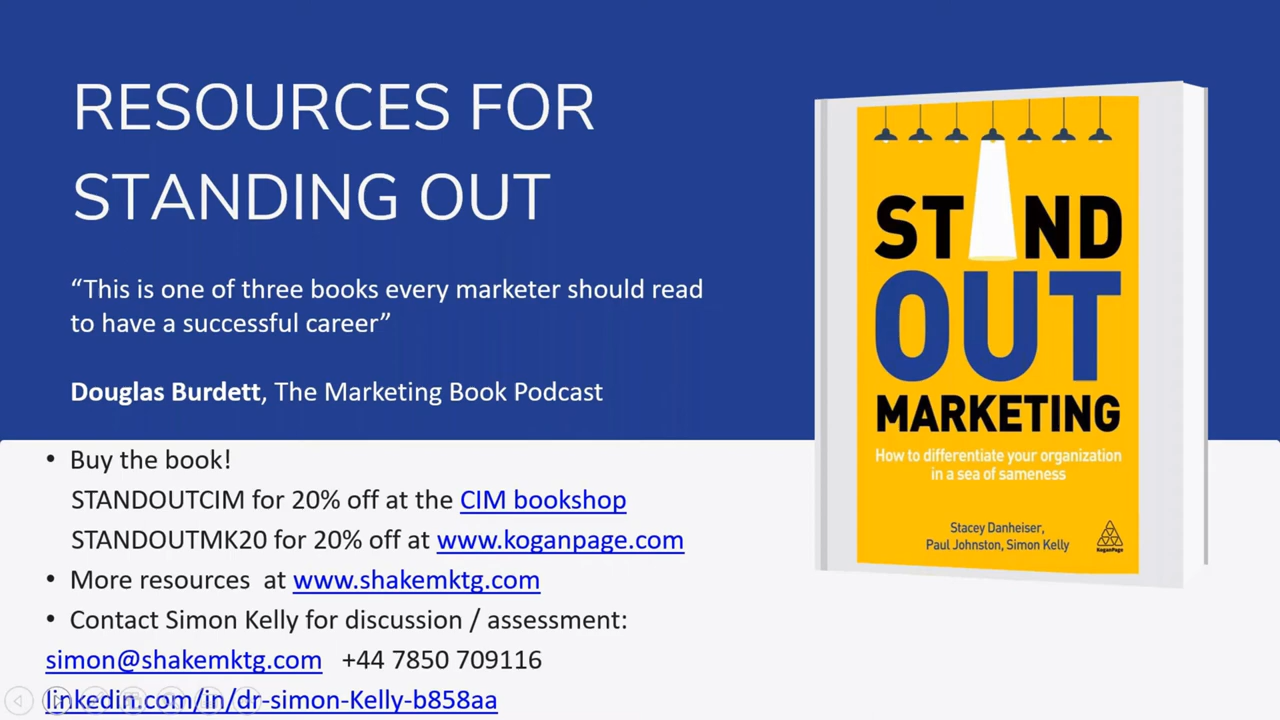 RESOURCES FOR
STANDING OUT
“This is one of three books every marketer should read
to have a successful career”
Douglas Burdett, The Marketing Book Podcast
• Buy the book!
STANDOUTCIM for 20% off at the CIM bookshop
STANDOUTMK20 for 20% off at www.koganpage.com
• More resources at www.shakemktg.com
• Contact Simon Kelly for discussion / assessment:
simon@shakemktg.com +44 7850 709116
linkedin.com/in/dr-simon-Kelly-b858aa
ST ND
OUT
MARKETING
How to differentiate your organization
in a sea of sameness
Stacey Danheiser,
Paul Johnston, Simon Kelly
KoganPage